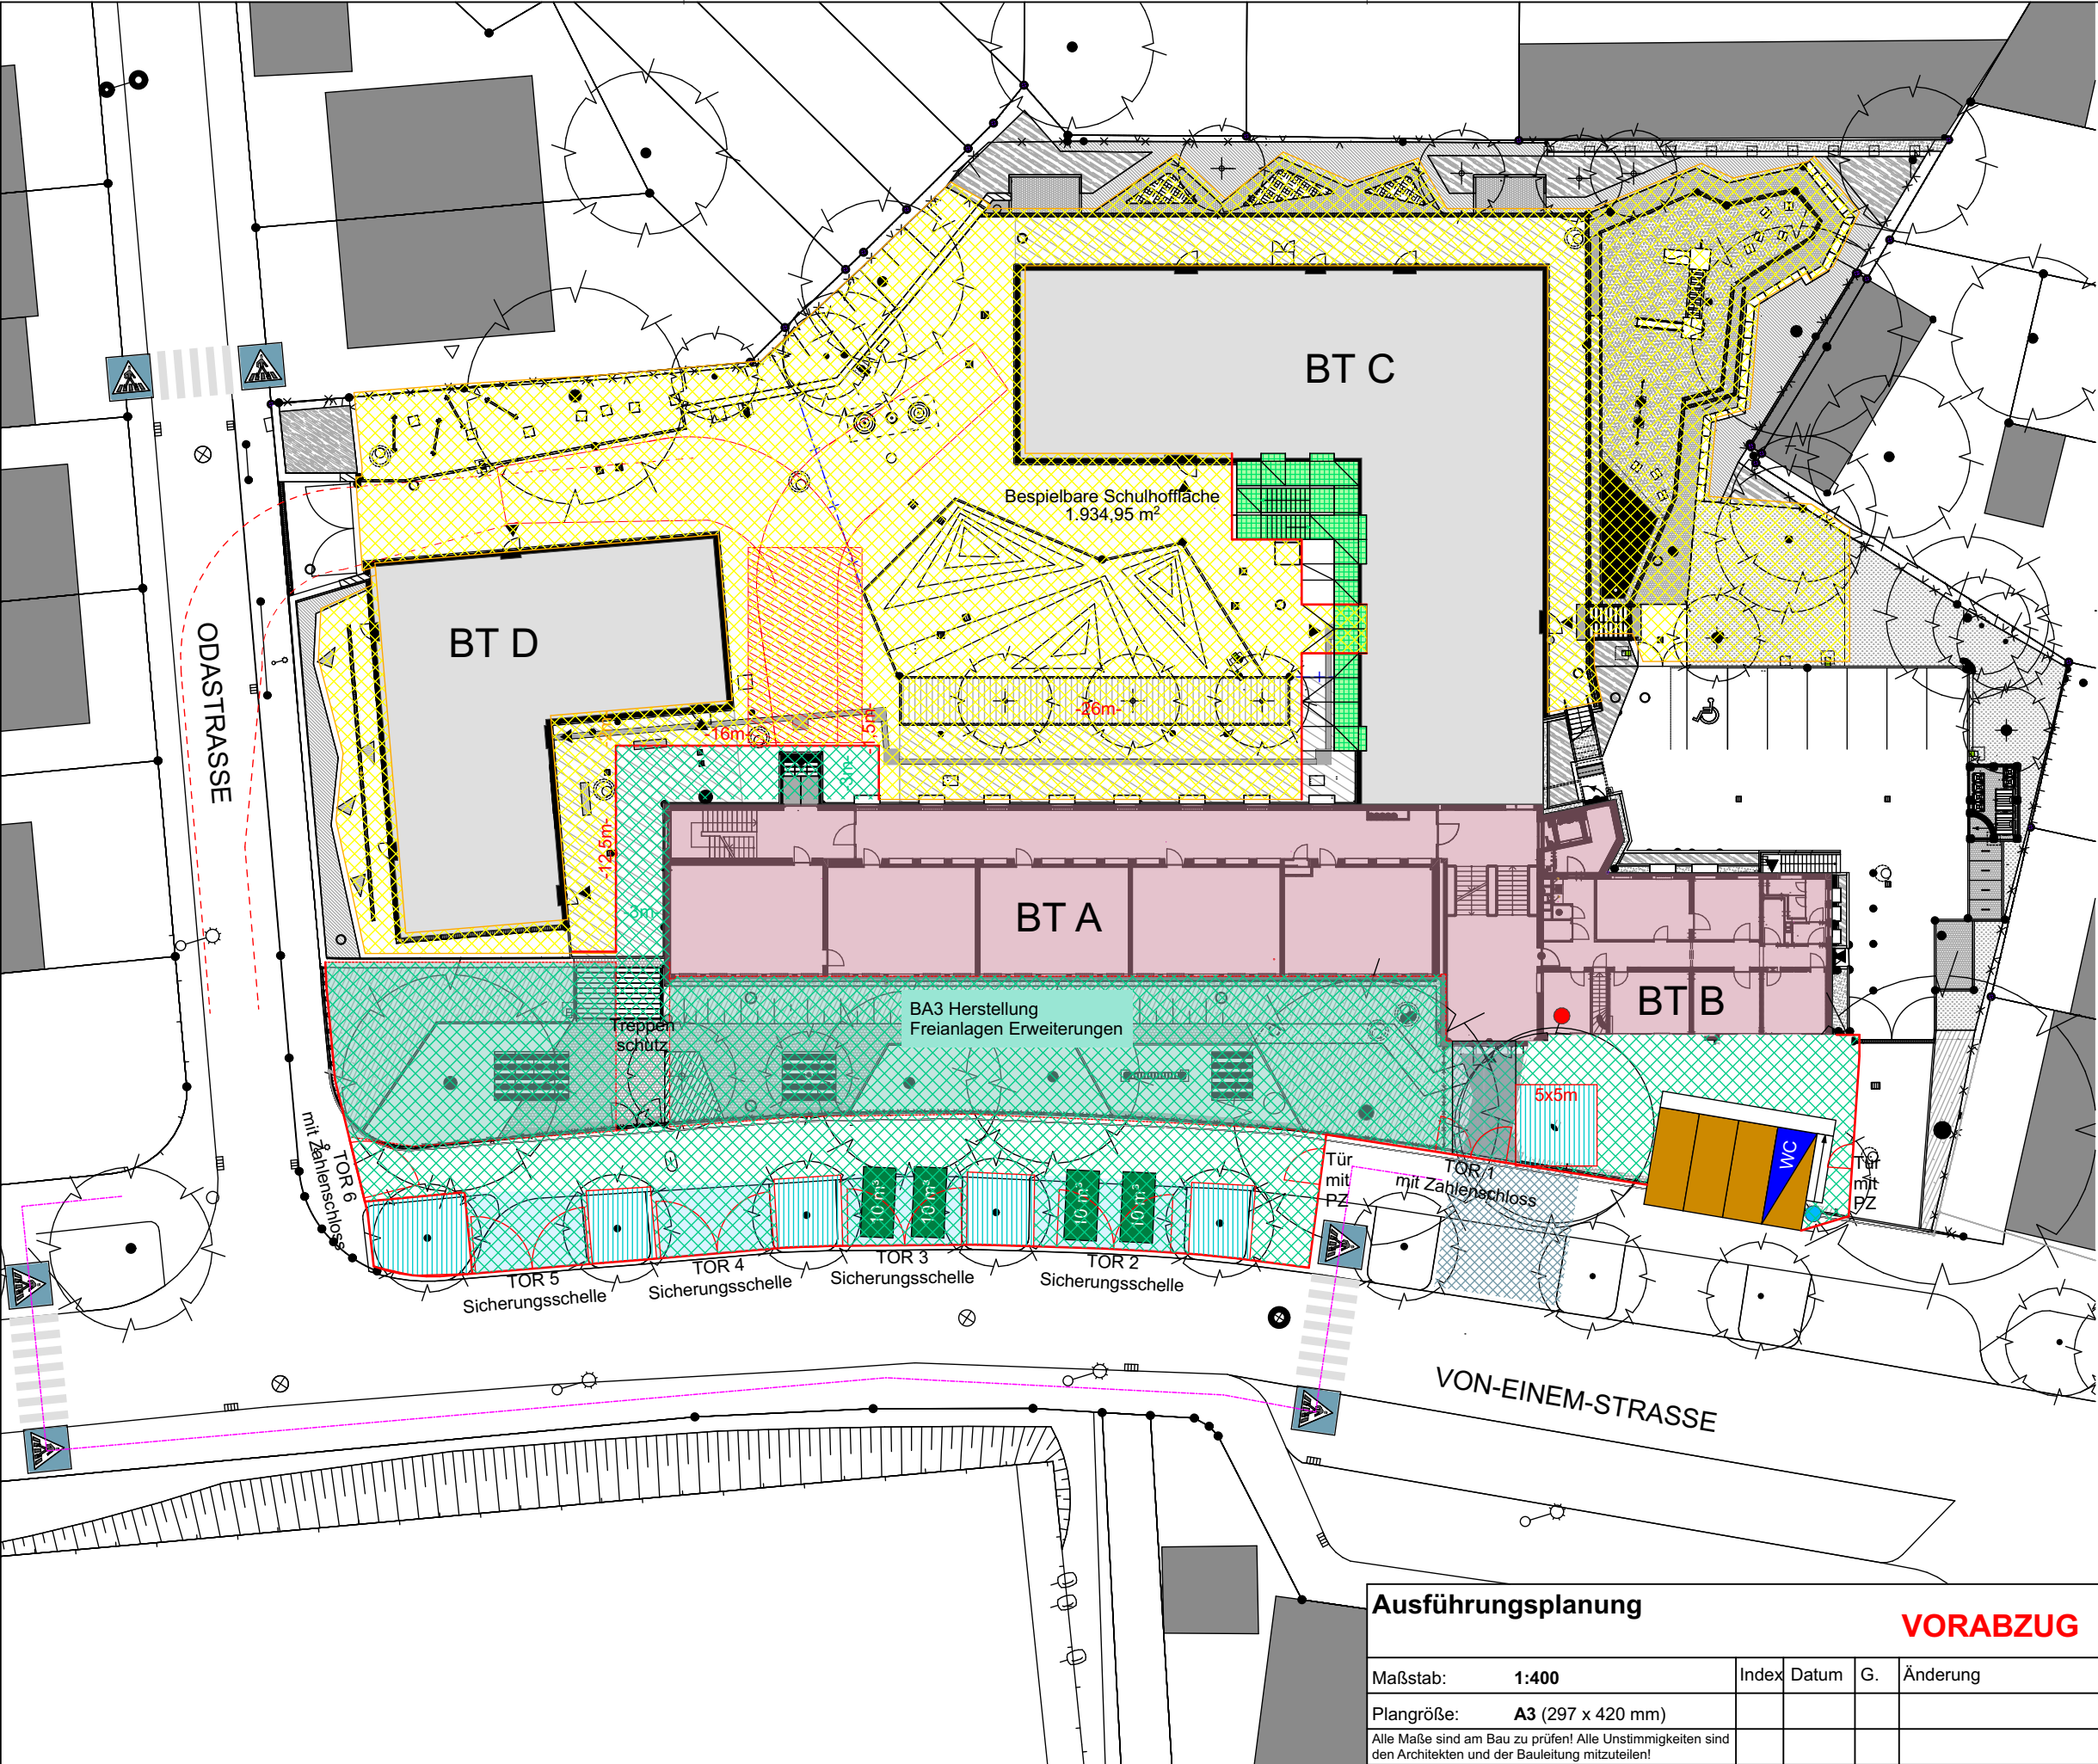 BT C
Bespielbare Schulhoffläche
1.934,95 m²
BT D
ODASTRASSE
-26m-
-16m-
-1,5m-
-3m-
-12,5m-
-3m-
BT A
BT B
BA3 Herstellung
Freianlagen Erweiterungen
Treppen
schutz
5x5m
WC
TOR 6
mit Zahlenschloss
Tür
mit
PZ
TOR 1
mit Zahlenschloss
Tür
mit
PZ
10 m³
10 m³
10 m³
10 m³
TOR 5
Sicherungsschelle
TOR 4
Sicherungsschelle
TOR 3
Sicherungsschelle
TOR 2
Sicherungsschelle
VON-EINEM-STRASSE
Ausführungsplanung
VORABZUG
Maßstab: 1:400
Index Datum G. Änderung
Plangröße: A3 (297 x 420 mm)
Alle Maße sind am Bau zu prüfen! Alle Unstimmigkeiten sind
den Architekten und der Bauleitung mitzuteilen!